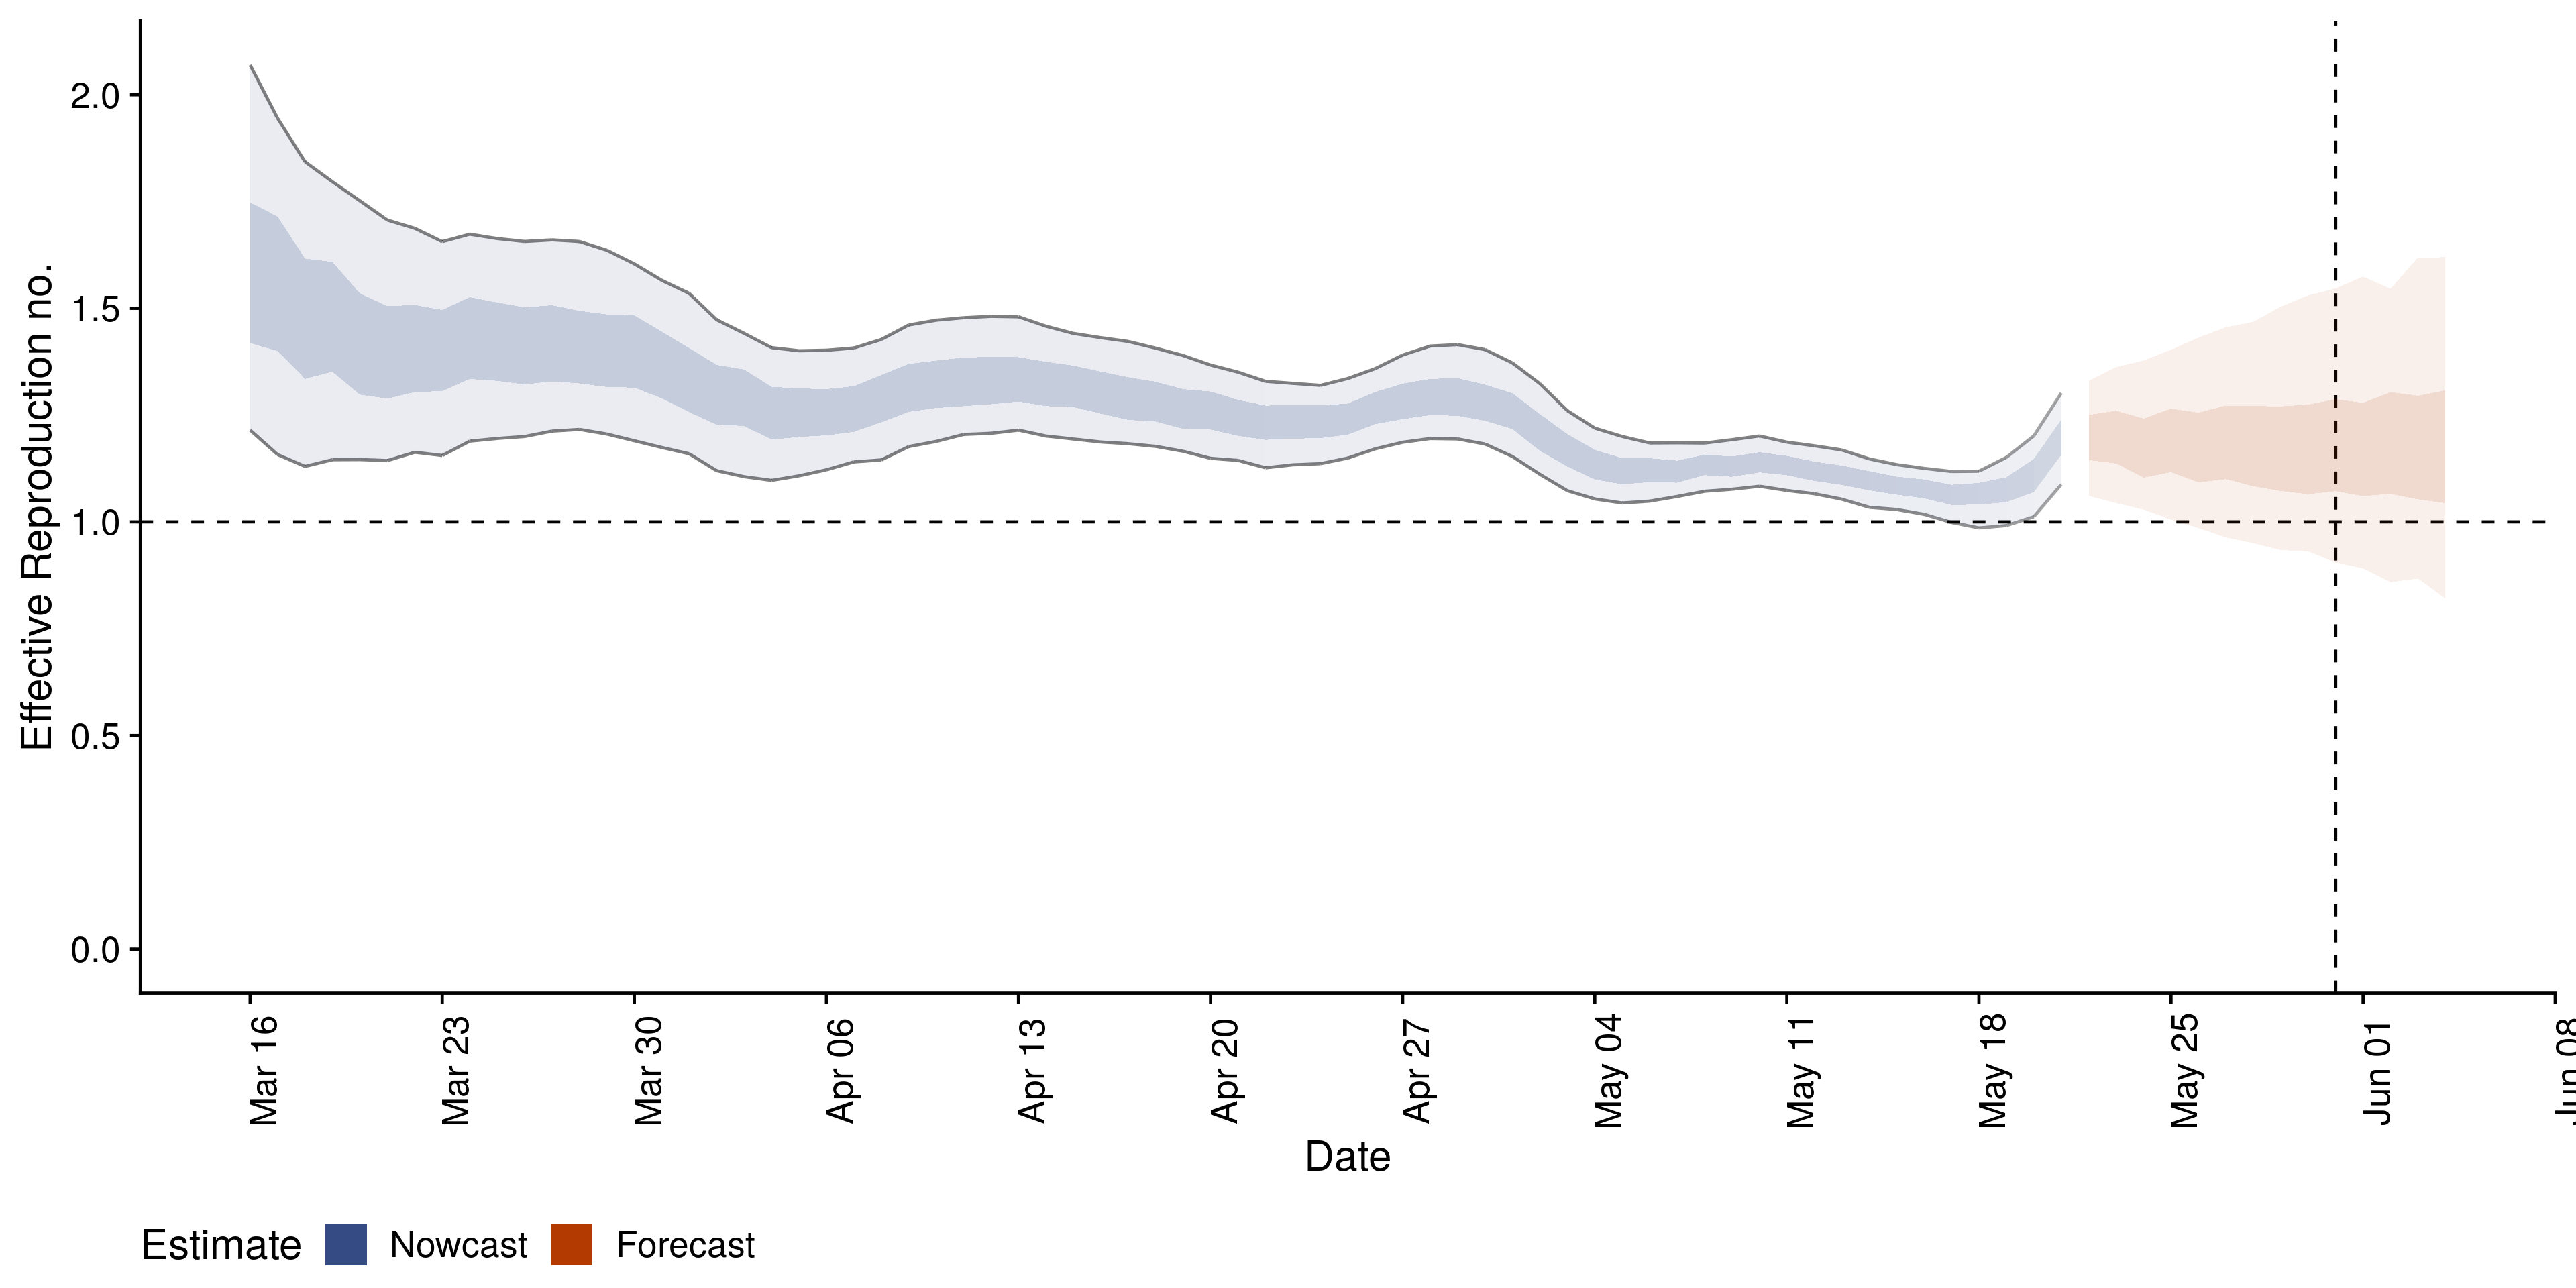 Effective Reproduction no.
2.0
1.5
1.0
0.5
0.0
Mar 16
Mar 23
Mar 30
Apr 06
Apr 13
Apr 20
Apr 27
May 04
May 11
May 18
May 25
Jun 01
Jun 08
Date
Estimate Nowcast Forecast